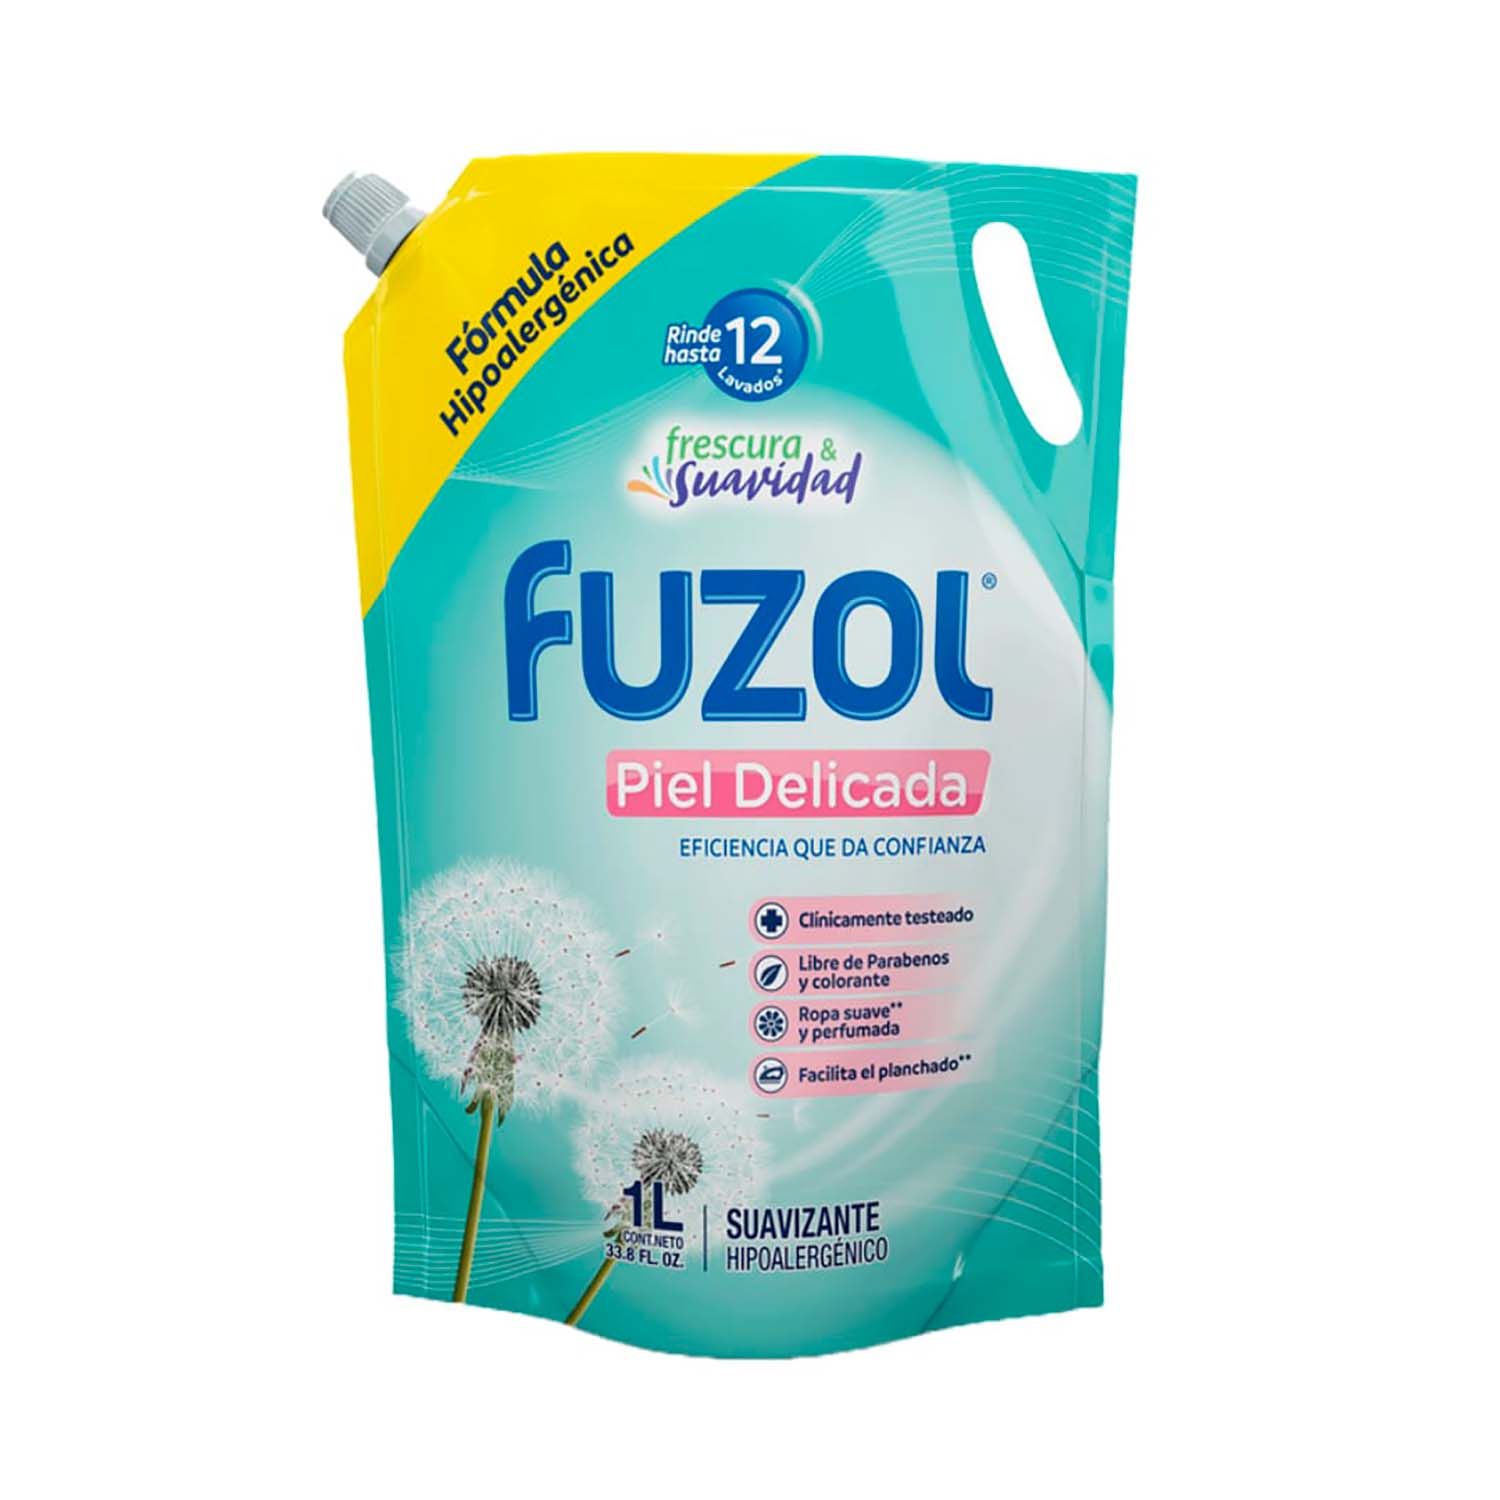 Fórmula
Hipoalergénica
Rinde
hasta 12
Lavados*
frescura &
Suavidad
FUZOL®
Piel Delicada
EFICIENCIA QUE DA CONFIANZA
Clínicamente testeado
Libre de Parabenos
y colorante
Ropa suave**
y perfumada
Facilita el planchado**
1L
CONT.NETO
33.8 FL. OZ.
SUAVIZANTE
HIPOALERGÉNICO